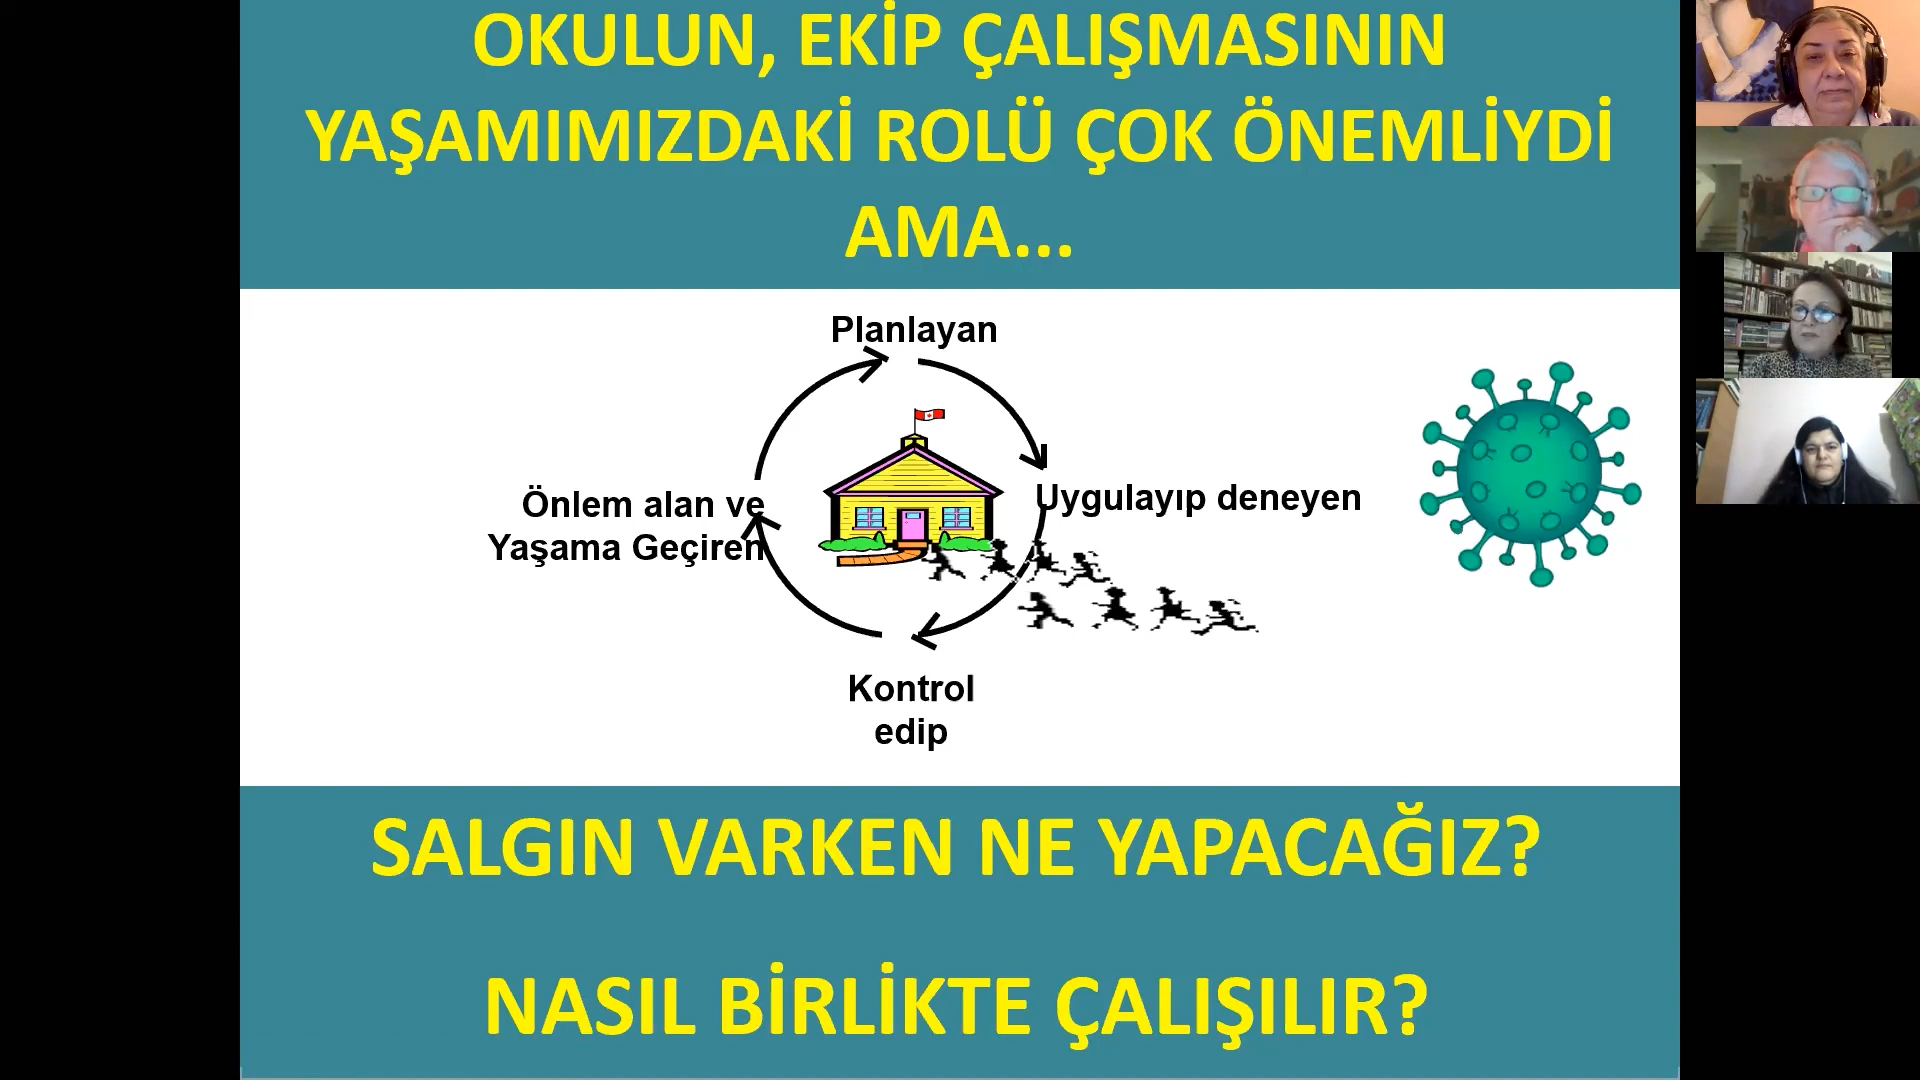 OKULUN, EKİP ÇALIŞMASININ
YAŞAMIMIZDAKİ ROLÜ ÇOK ÖNEMLİYDİ
AMA...
Planlayan
Önlem alan ve
Yaşama Geçiren
Uygulayıp deneyen
Kontrol
edip
SALGIN VARKEN NE YAPACAĞIZ?
NASIL BİRLİKTE ÇALIŞILIR?